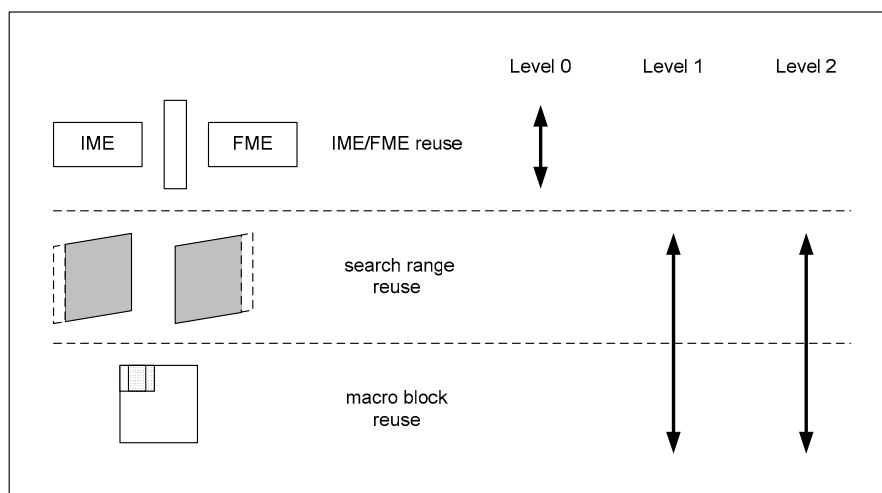 Level 0 Level 1 Level 2
IME FME IME/FME reuse
search range
reuse
macro block
reuse